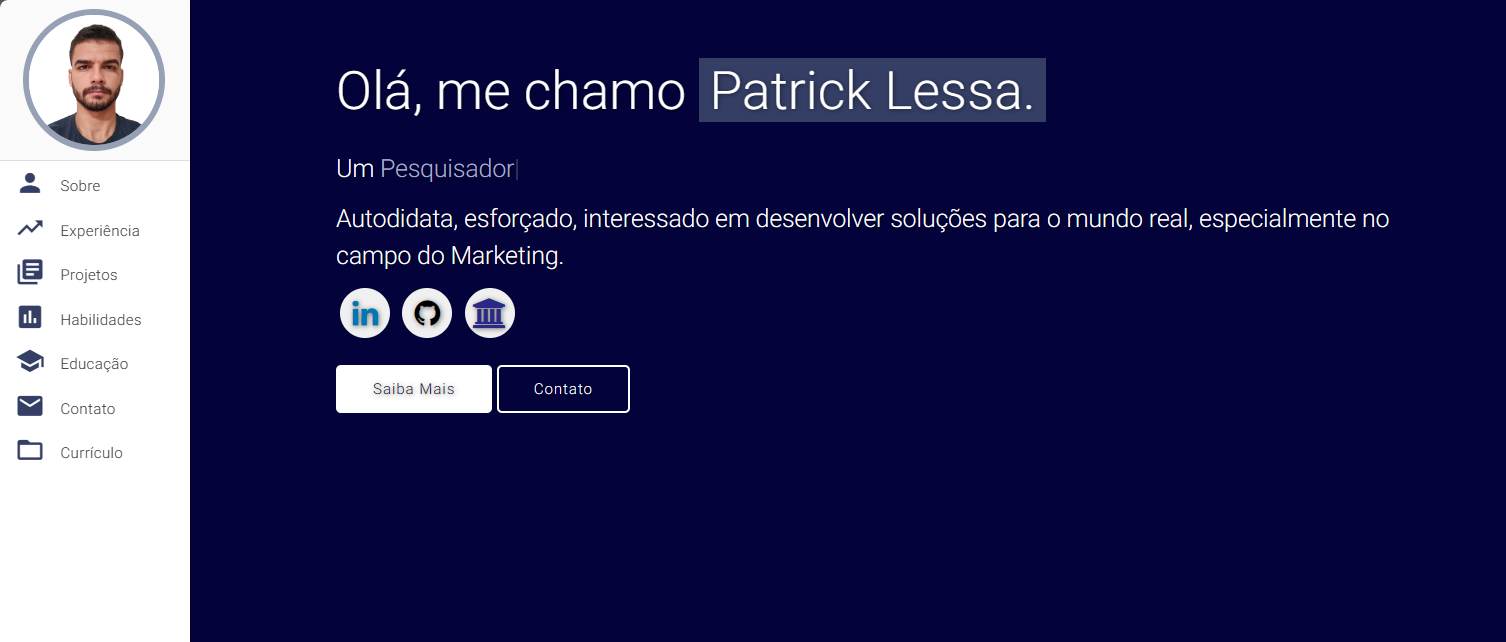 Sobre
Experiência
Projetos
Habilidades
Educação
Contato
Currículo
Olá, me chamo Patrick Lessa.
Um Pesquisador|
Autodidata, esforçado, interessado em desenvolver soluções para o mundo real, especialmente no
campo do Marketing.
in
Saiba Mais Contato